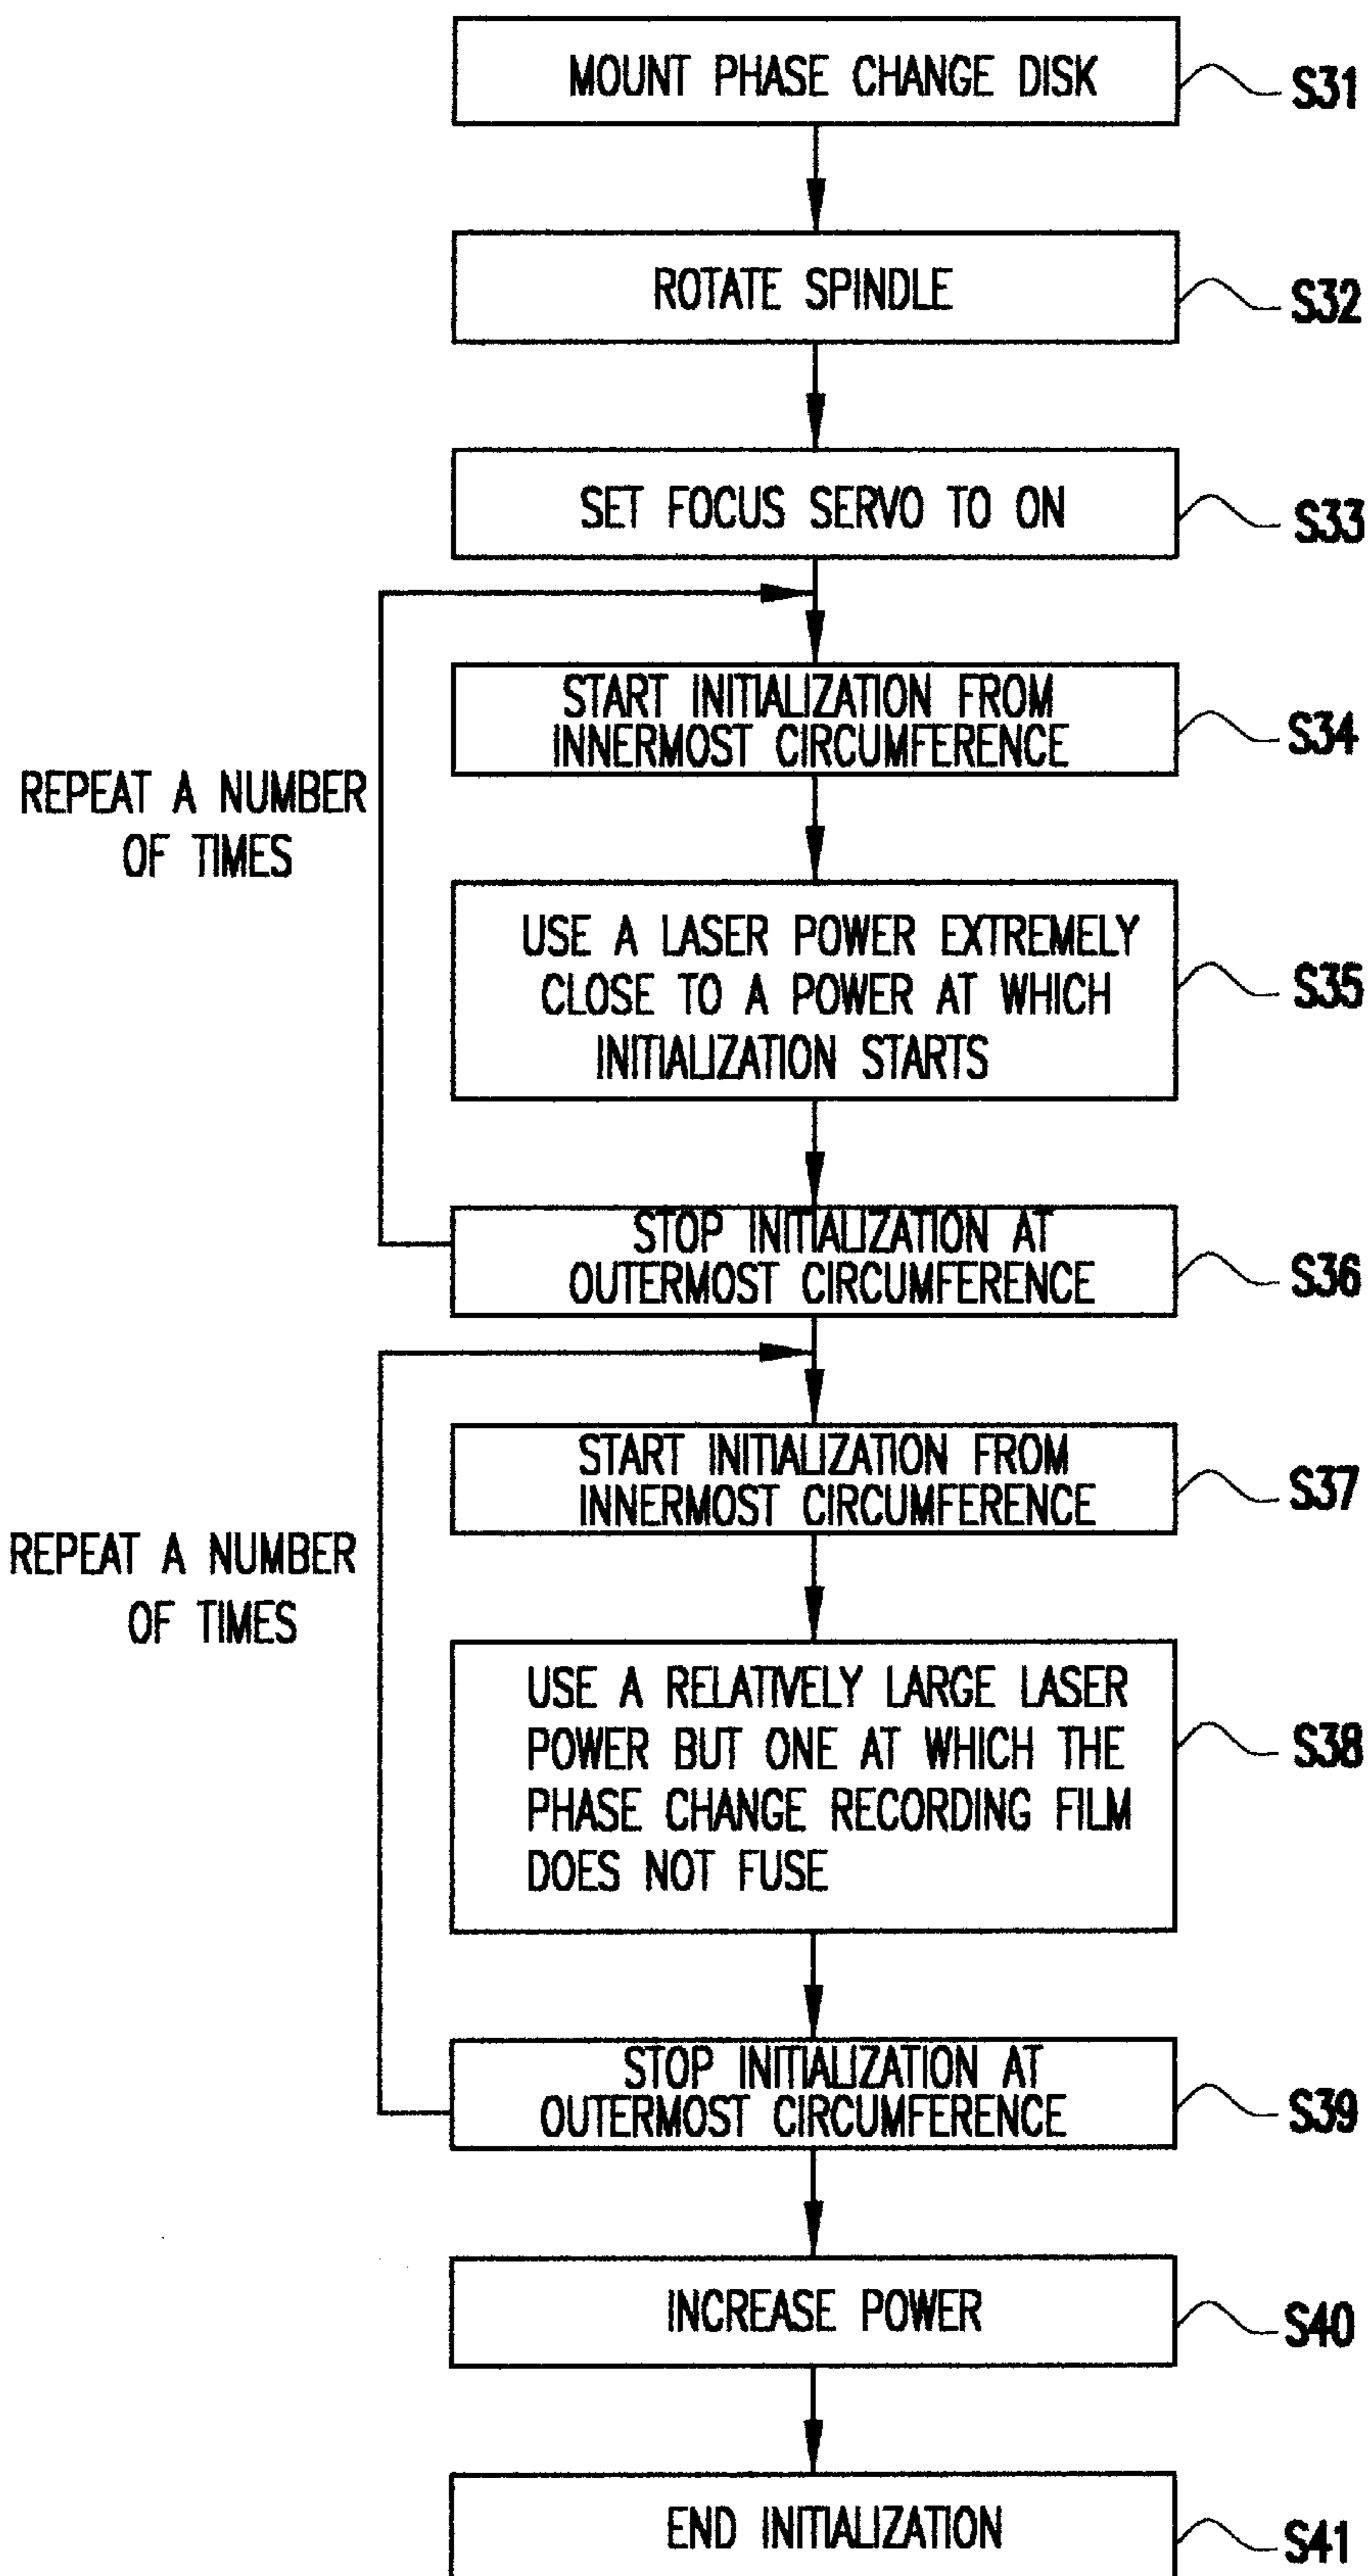 MOUNT PHASE CHANGE DISK
S31
ROTATE SPINDLE
S32
SET FOCUS SERVO TO ON
S33
START INITIALIZATION FROM
INNERMOST CIRCUMFERENCE
S34
REPEAT A NUMBER
OF TIMES
USE A LASER POWER EXTREMELY
CLOSE TO A POWER AT WHICH
INITIALIZATION STARTS
S35
STOP INITIALIZATION AT
OUTERMOST CIRCUMFERENCE
S36
START INITIALIZATION FROM
INNERMOST CIRCUMFERENCE
S37
REPEAT A NUMBER
OF TIMES
USE A RELATIVELY LARGE LASER
POWER BUT ONE AT WHICH THE
PHASE CHANGE RECORDING FILM
DOES NOT FUSE
S38
STOP INITIALIZATION AT
OUTERMOST CIRCUMFERENCE
S39
INCREASE POWER
S40
END INITIALIZATION
S41